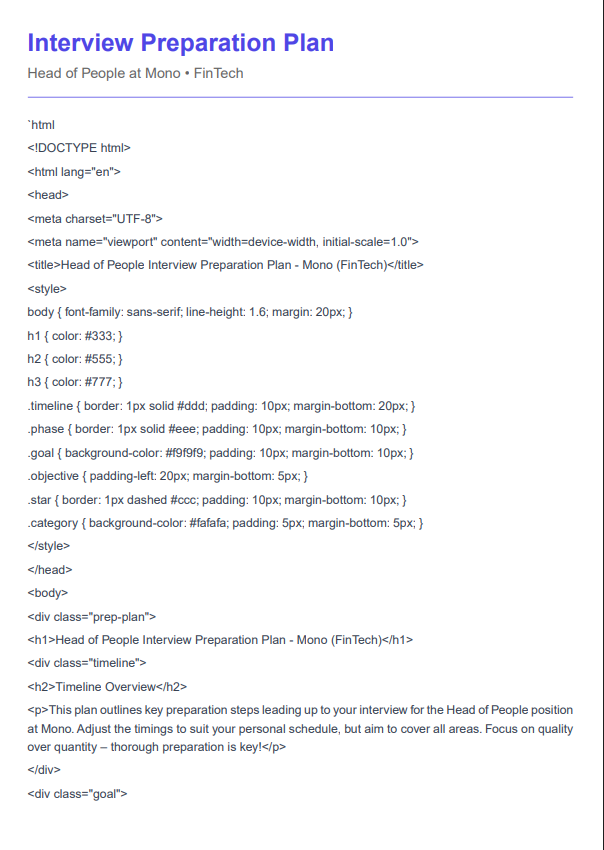 Interview Preparation Plan
Head of People at Mono • FinTech
`html
<!DOCTYPE html>
<html lang="en">
<head>
<meta charset="UTF-8">
<meta name="viewport" content="width=device-width, initial-scale=1.0">
<title>Head of People Interview Preparation Plan - Mono (FinTech)</title>
<style>
body { font-family: sans-serif; line-height: 1.6; margin: 20px; }
h1 { color: #333; }
h2 { color: #555; }
h3 { color: #777; }
.timeline { border: 1px solid #ddd; padding: 10px; margin-bottom: 20px; }
.phase { border: 1px solid #eee; padding: 10px; margin-bottom: 10px; }
.goal { background-color: #f9f9f9; padding: 10px; margin-bottom: 10px; }
.objective { padding-left: 20px; margin-bottom: 5px; }
.star { border: 1px dashed #ccc; padding: 10px; margin-bottom: 10px; }
.category { background-color: #fafafa; padding: 5px; margin-bottom: 5px; }
</style>
</head>
<body>
<div class="prep-plan">
<h1>Head of People Interview Preparation Plan - Mono (FinTech)</h1>
<div class="timeline">
<h2>Timeline Overview</h2>
<p>This plan outlines key preparation steps leading up to your interview for the Head of People position
at Mono. Adjust the timings to suit your personal schedule, but aim to cover all areas. Focus on quality
over quantity – thorough preparation is key!</p>
</div>
<div class="goal">